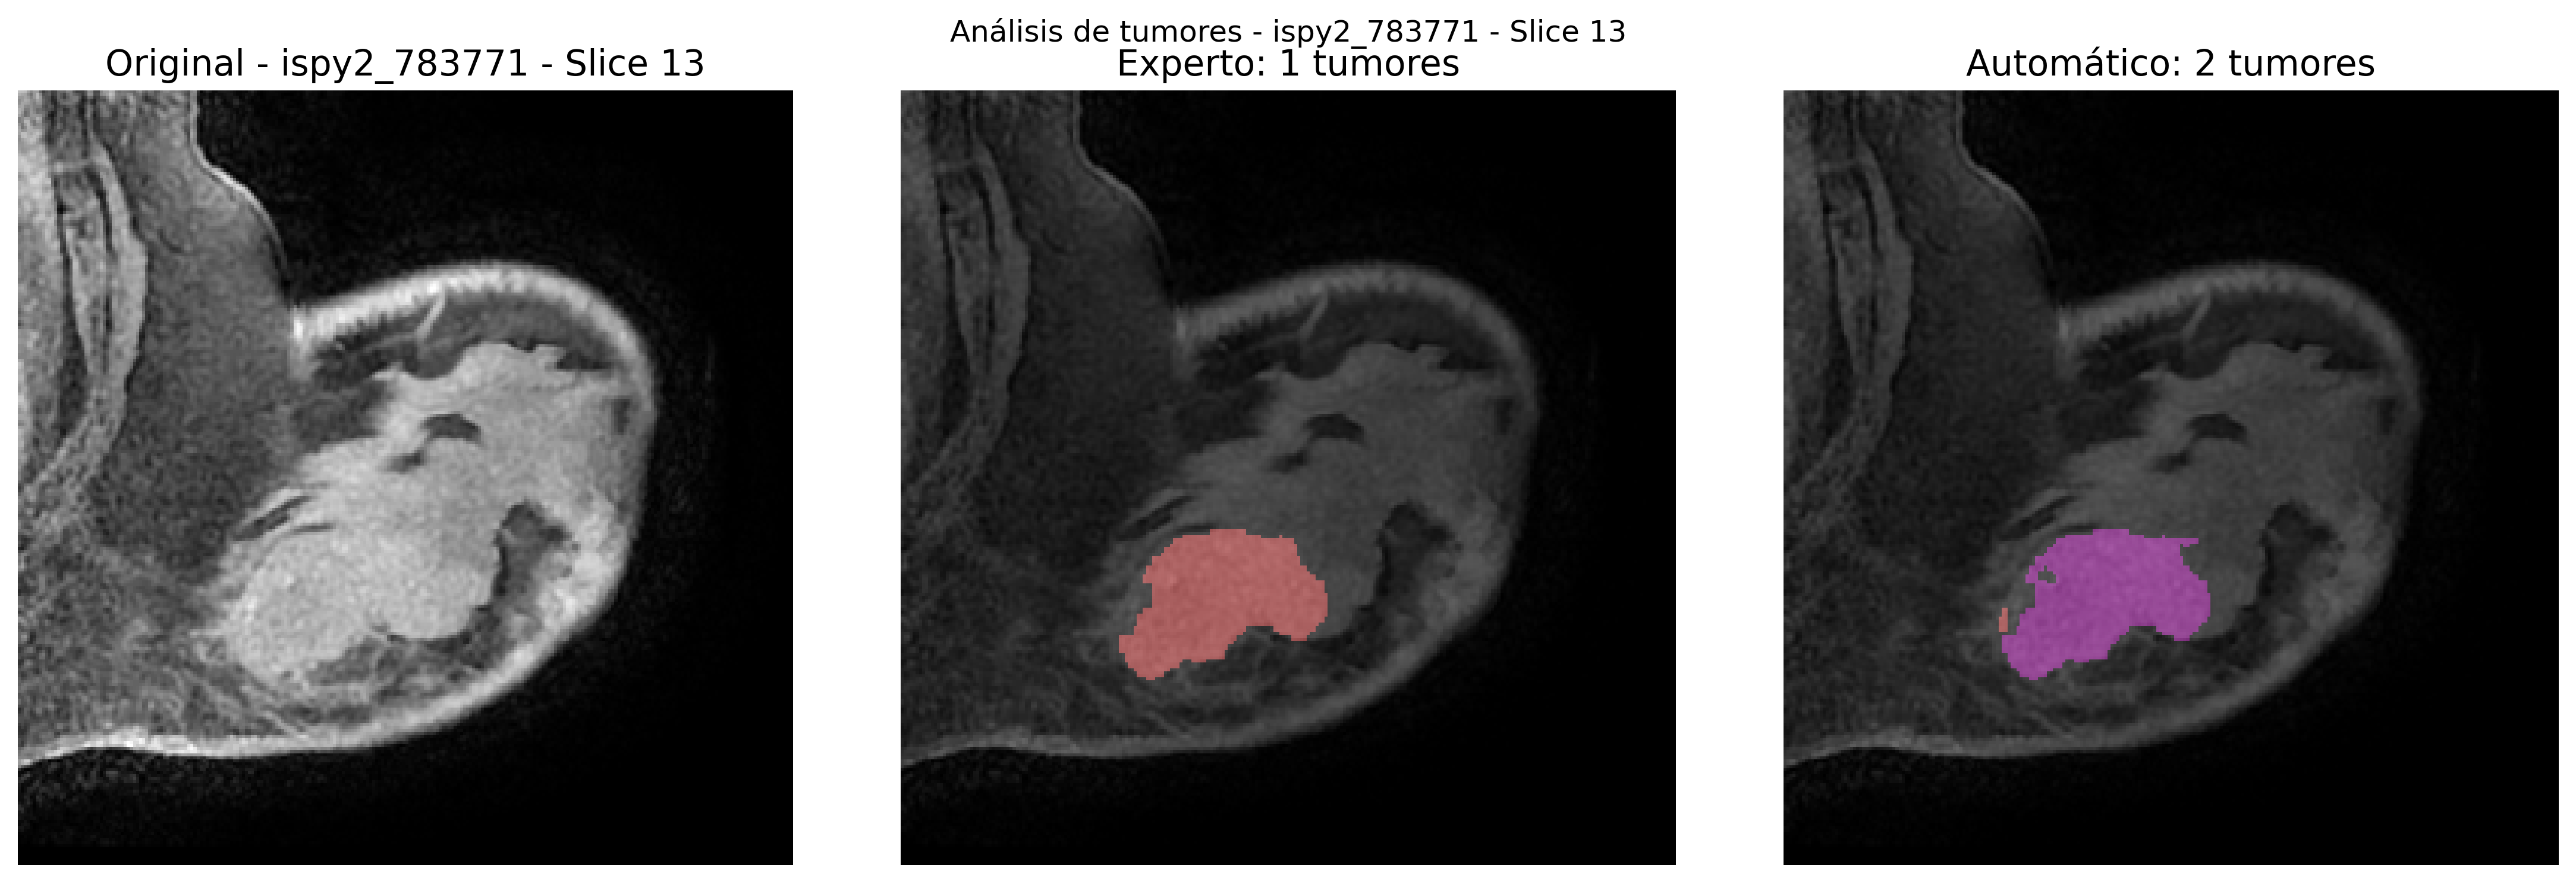 Análisis de tumores - ispy2_783771 - Slice 13
Original - ispy2_783771 - Slice 13
Experto: 1 tumores
Automático: 2 tumores